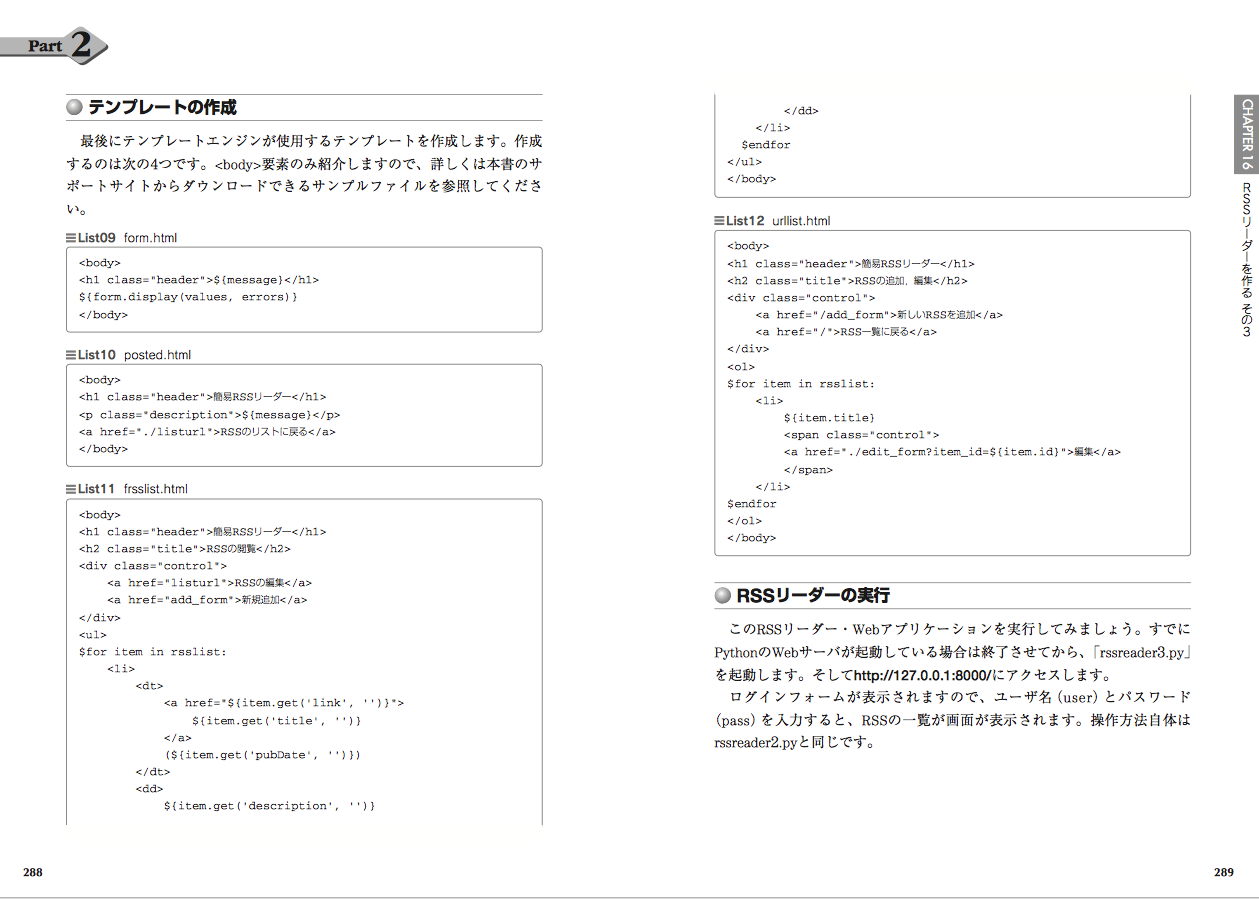 Part 2
テンプレートの作成
最後にテンプレートエンジンが使用するテンプレートを作成します。作成
するのは次の4つです。<body>要素のみ紹介しますので、詳しくは本書のサ
ポートサイトからダウンロードできるサンプルファイルを参照してくださ
い。
List09 form.html
<body>
<h1 class="header">${message}</h1>
${form.display(values, errors)}
</body>
List10 posted.html
<body>
<h1 class="header">簡易RSSリーダー</h1>
<p class="description">${message}</p>
<a href="./listurl">RSSのリストに戻る</a>
</body>
List11 frsslist.html
<body>
<h1 class="header">簡易RSSリーダー</h1>
<h2 class="title">RSSの閲覧</h2>
<div class="control">
    <a href="listurl">RSSの編集</a>
    <a href="add_form">新規追加</a>
</div>
<ul>
$for item in rsslist:
    <li>
        <dt>
            <a href="${item.get('link', '')}">
                ${item.get('title', '')}
            </a>
            (${item.get('pubDate', '')})
        </dt>
        <dd>
            ${item.get('description', '')}
288
        </dd>
    </li>
  $endfor
</ul>
</body>
List12 urllist.html
<body>
<h1 class="header">簡易RSSリーダー</h1>
<h2 class="title">RSSの追加，編集</h2>
<div class="control">
    <a href="/add_form">新しいRSSを追加</a>
    <a href="/">RSS一覧に戻る</a>
</div>
<ol>
$for item in rsslist:
    <li>
        ${item.title}
        <span class="control">
        <a href="./edit_form?item_id=${item.id}">編集</a>
        </span>
    </li>
$endfor
</ol>
</body>
RSSリーダーの実行
このRSSリーダー・Webアプリケーションを実行してみましょう。すでに
PythonのWebサーバが起動している場合は終了させてから、「rssreader3.py」
を起動します。そしてhttp://127.0.0.1:8000/にアクセスします。
ログインフォームが表示されますので、ユーザ名（user）とパスワード
（pass）を入力すると、RSSの一覧が画面が表示されます。操作方法自体は
rssreader2.pyと同じです。
CHAPTER 16
RSSリーダーを作る その3
289